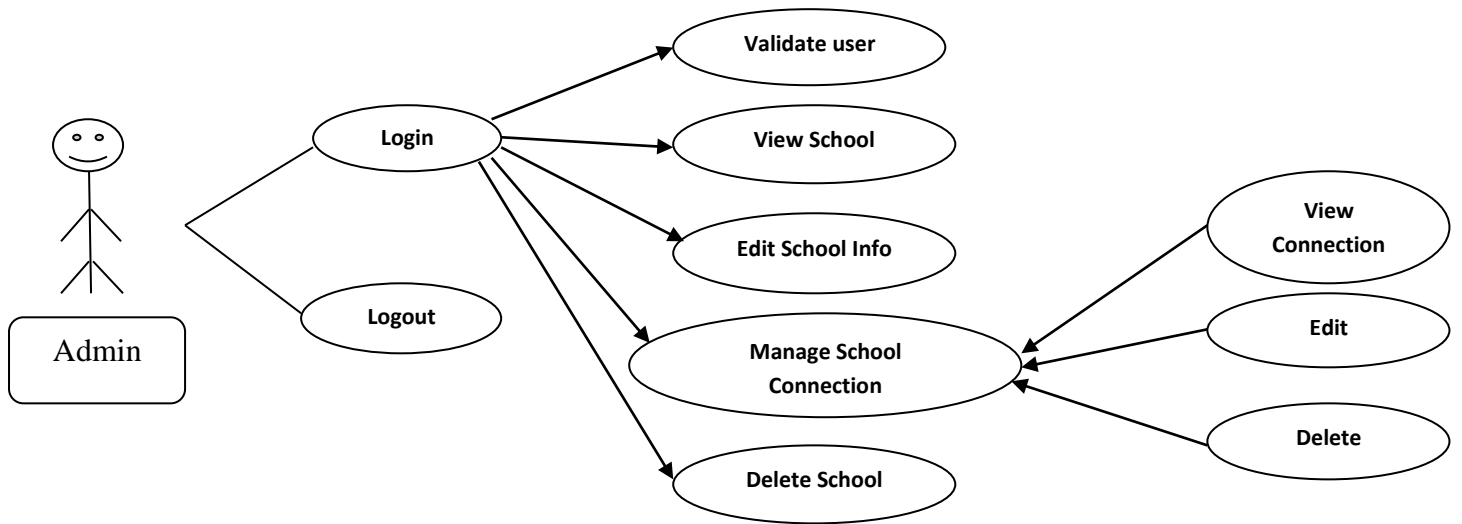 Validate user
Login
View School
View
Connection
Edit School Info
Logout
Edit
Admin
Manage School
Connection
Delete
Delete School